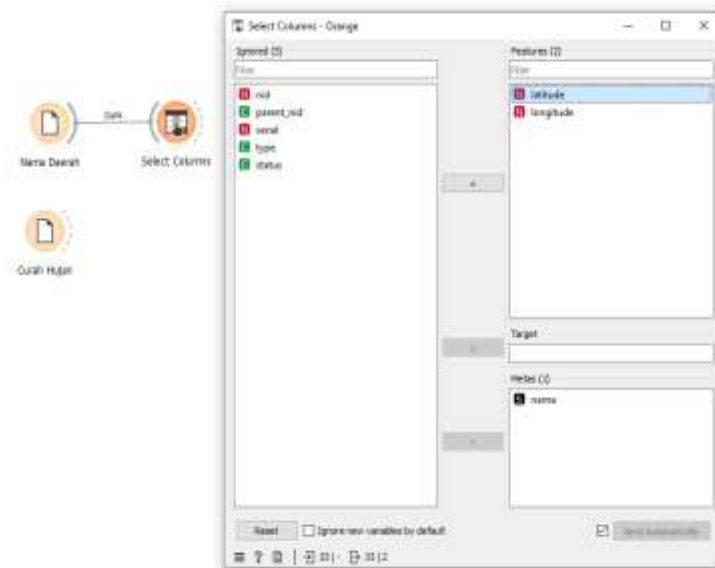 Select Columns - Orange
Ignored (5)
Filter
nid
parent_nid
serial
type
status
Features (2)
Filter
latitude
longitude
Target
Metas (1)
name
Reset
Ignore new variables by default
Send Automatically
Data
Nama Daerah
Select Columns
Curah Hujan